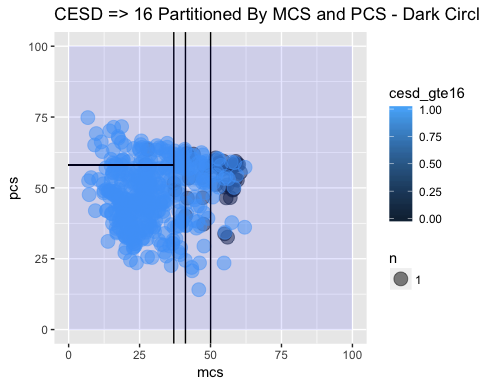 CESD => 16 Partitioned By MCS and PCS - Dark Circl
100
75
50
25
0
pcs
0 25 50 75 100
mcs
cesd_gte16
1.00
0.75
0.50
0.25
0.00
n
1